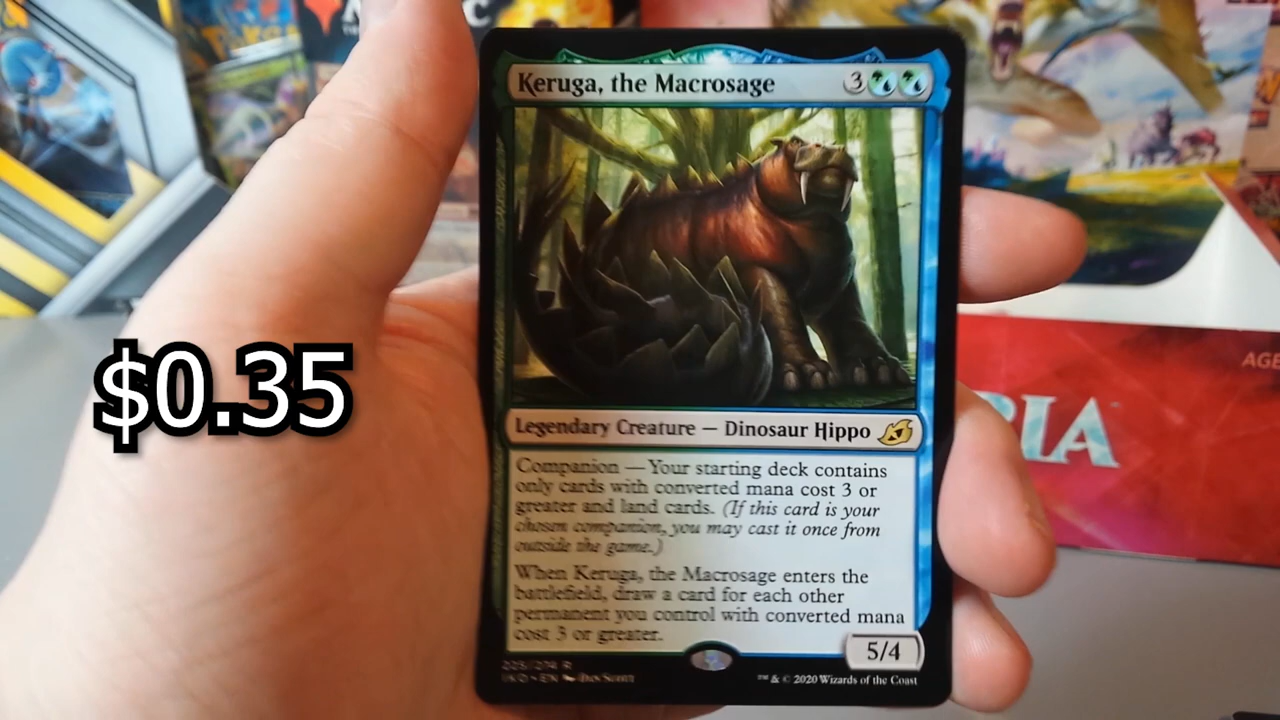 Keruga, the Macrosage 3
$0.35
Legendary Creature — Dinosaur Hippo
Companion — Your starting deck contains
only cards with converted mana cost 3 or
greater and land cards. (If this card is your
chosen companion, you may cast it once from
outside the game.)
When Keruga, the Macrosage enters the
battlefield, draw a card for each other
permanent you control with converted mana
cost 3 or greater.
5/4
225/274 R
IKO • EN
™ & © 2020 Wizards of the Coast
RIA
AGE